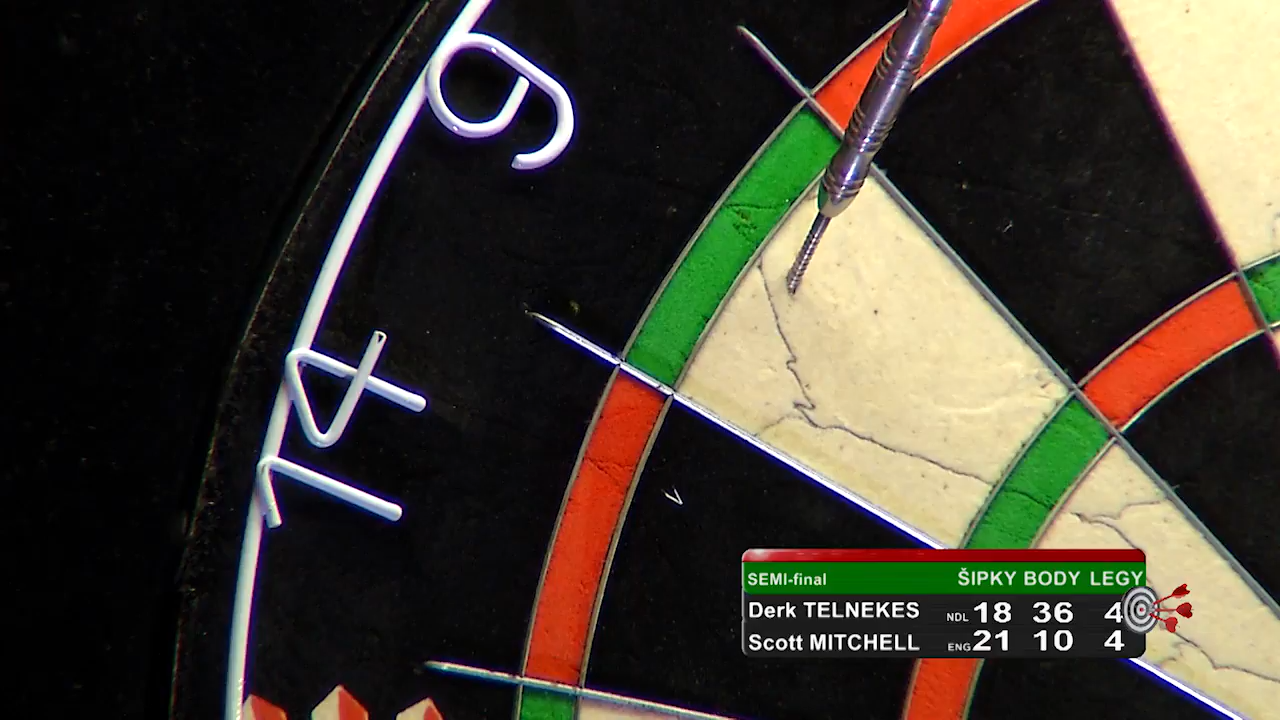 9
14
SEMI-final ŠIPKY BODY LEGY
Derk TELNEKES NDL 18 36 4
Scott MITCHELL ENG 21 10 4